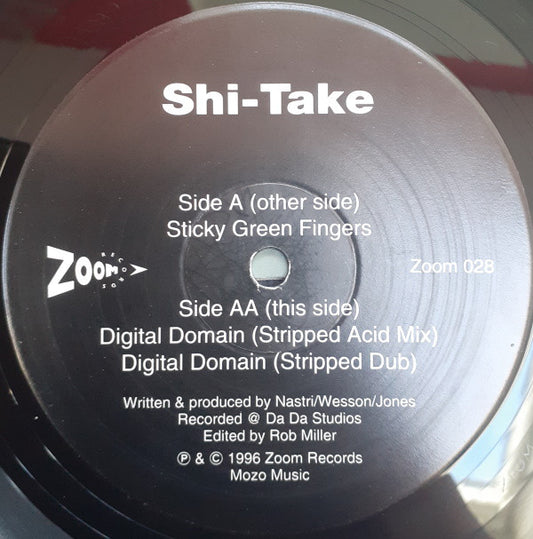 Shi-Take
Side A (other side)
Sticky Green Fingers
ZOOM RECORDS
Zoom 028
Side AA (this side)
Digital Domain (Stripped Acid Mix)
Digital Domain (Stripped Dub)
Written & produced by Nastri/Wesson/Jones
Recorded @ Da Da Studios
Edited by Rob Miller
℗ & © 1996 Zoom Records
Mozo Music